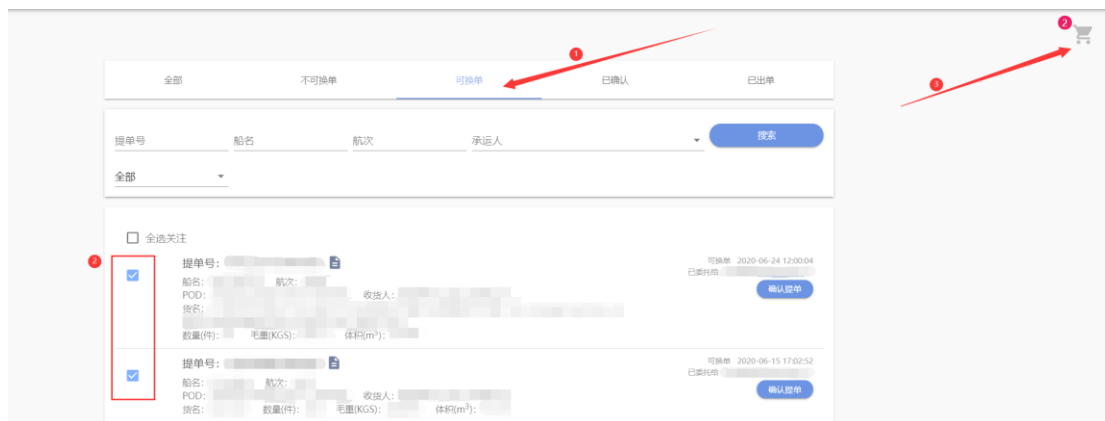 2
1
3
全部 不可换单 可换单 已确认 已出单
提单号 船名 航次 承运人 搜索
全部
全选关注
2
提单号： 可换单 2020-06-24 12:00:04
已委托给
船名： 航次： 确认提单
POD： 收货人：
货名：
数量(件)： 毛重(KGS)： 体积(m³)：
提单号： 可换单 2020-06-15 17:02:52
已委托给
船名： 航次： 确认提单
POD： 收货人：
货名： 数量(件)： 毛重(KGS)： 体积(m³)：